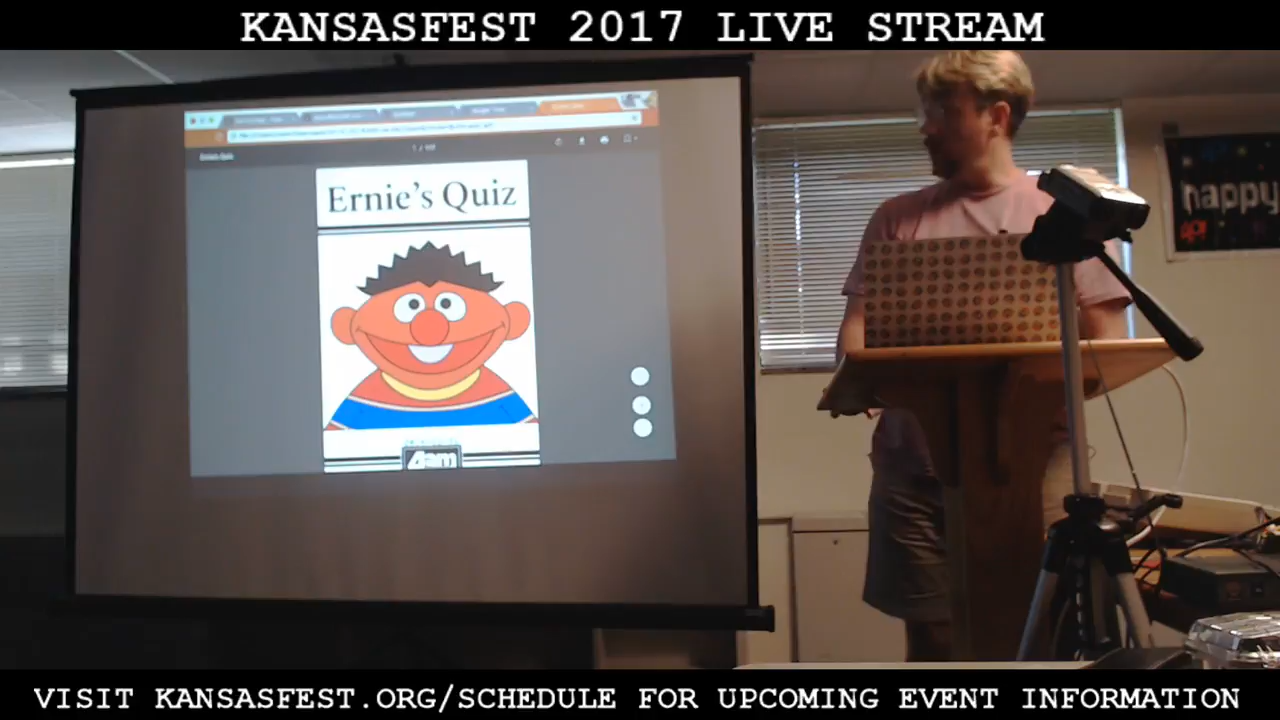 KANSASFEST 2017 LIVE STREAM
Ernie's Quiz
4am
happy
VISIT KANSASFEST.ORG/SCHEDULE FOR UPCOMING EVENT INFORMATION